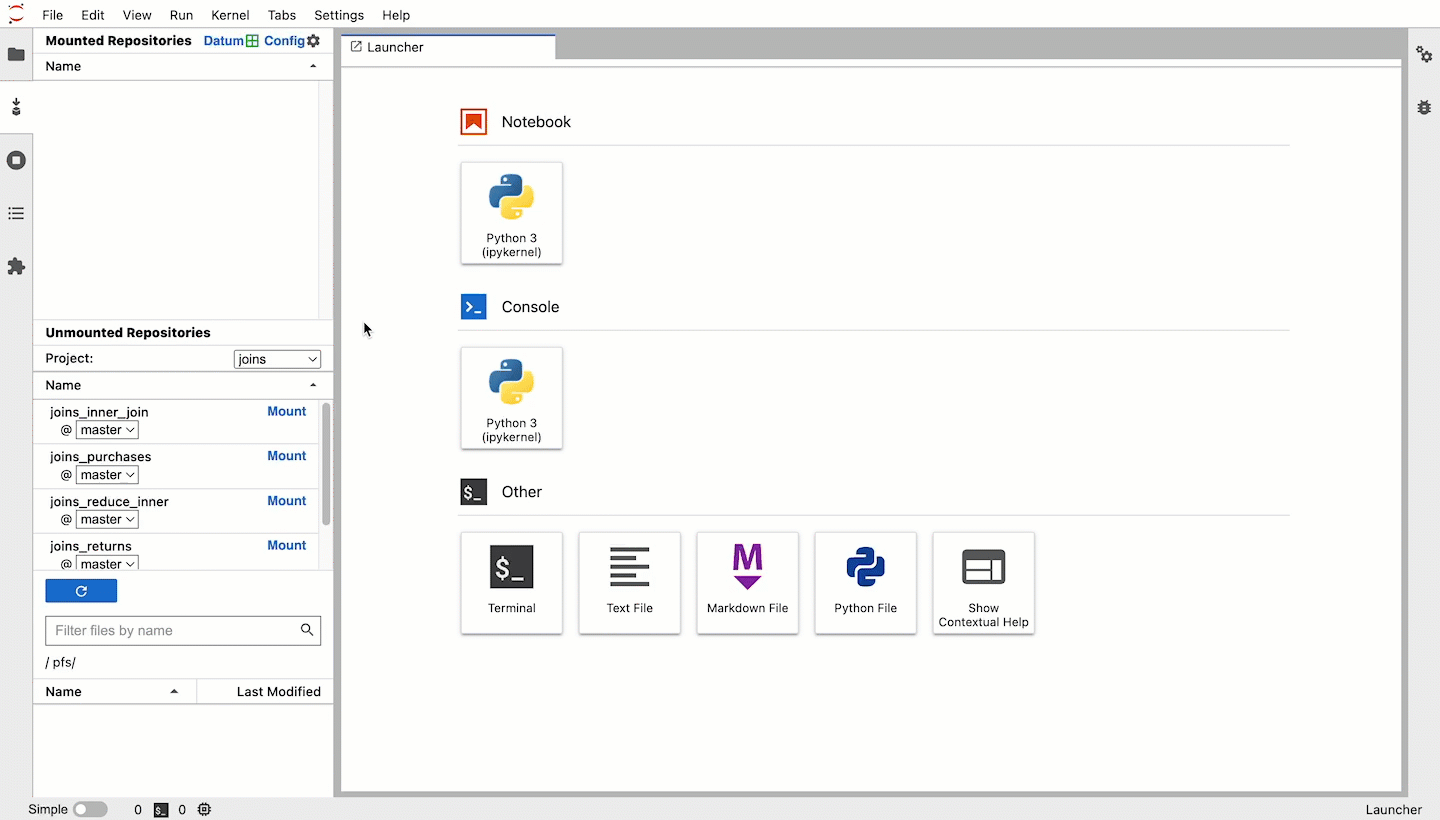 File Edit View Run Kernel Tabs Settings Help
Mounted Repositories Datum Config
Name
Launcher
Notebook
Python 3
(ipykernel)
Console
Python 3
(ipykernel)
Other
$_ Terminal
Text File
M Markdown File
Python File
Show
Contextual Help
Unmounted Repositories
Project: joins
Name
joins_inner_join Mount
@ master
joins_purchases Mount
@ master
joins_reduce_inner Mount
@ master
joins_returns Mount
@ master
Filter files by name
/ pfs/
Name Last Modified
Simple 0 $_ 0 Launcher